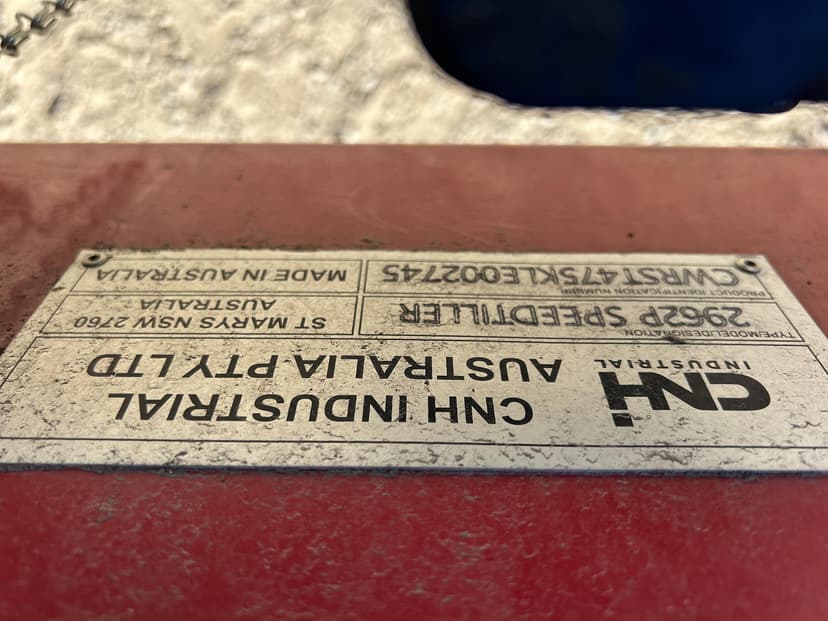 CNH
INDUSTRIAL
CNH INDUSTRIAL
AUSTRALIA PTY LTD
TYPE/MODEL/DESIGNATION:
2962P SPEEDTILLER
ST MARYS NSW 2760
AUSTRALIA
PRODUCT IDENTIFICATION NUMBER:
CWRST475KLE002745
MADE IN AUSTRALIA